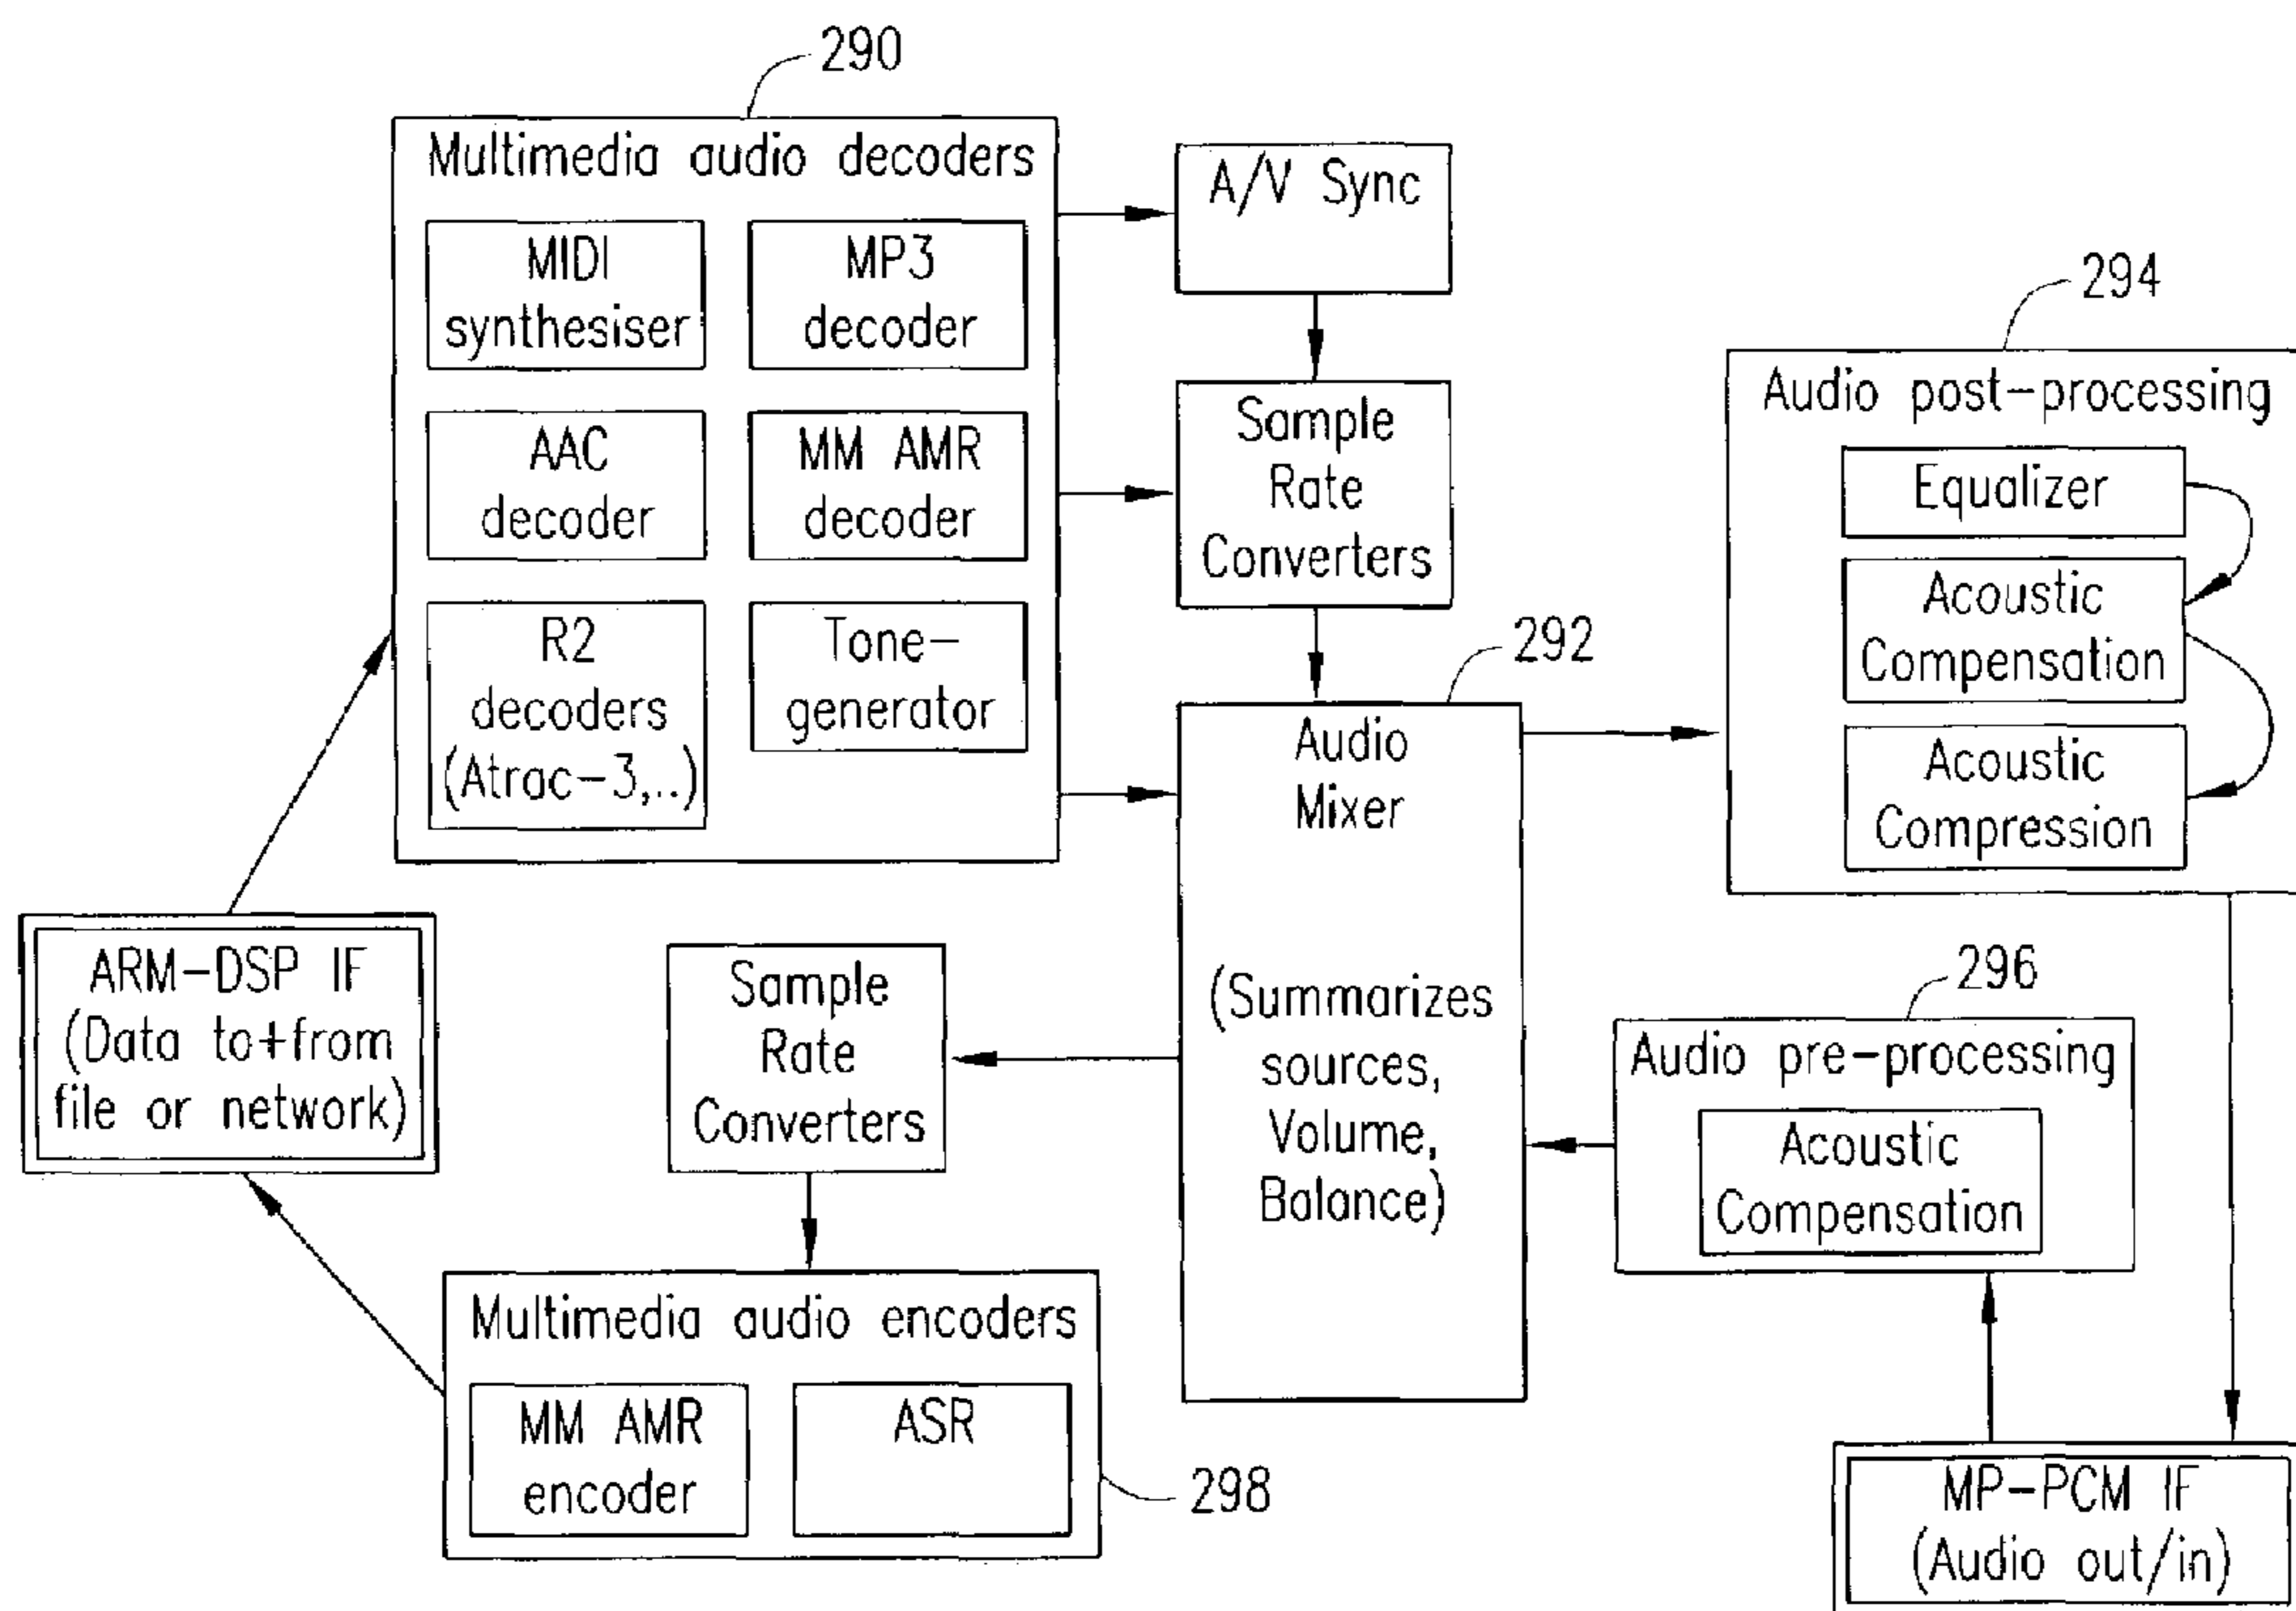 290
Multimedia audio decoders
MIDI
synthesiser
MP3
decoder
AAC
decoder
MM AMR
decoder
R2
decoders
(Atrac-3,..)
Tone-
generator
A/V Sync
Sample
Rate
Converters
292
Audio
Mixer
(Summarizes
sources,
Volume,
Balance)
294
Audio post-processing
Equalizer
Acoustic
Compensation
Acoustic
Compression
ARM-DSP IF
(Data to+from
file or network)
Sample
Rate
Converters
296
Audio pre-processing
Acoustic
Compensation
Multimedia audio encoders
MM AMR
encoder
ASR
298
MP-PCM IF
(Audio out/in)